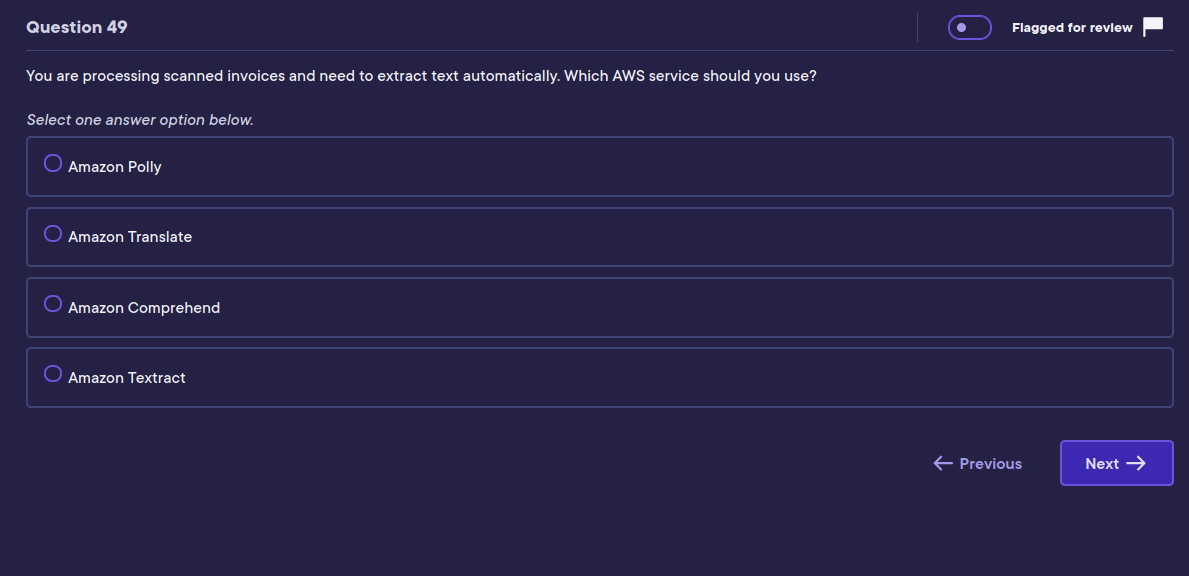 Question 49
Flagged for review
You are processing scanned invoices and need to extract text automatically. Which AWS service should you use?
Select one answer option below.
Amazon Polly
Amazon Translate
Amazon Comprehend
Amazon Textract
Previous
Next